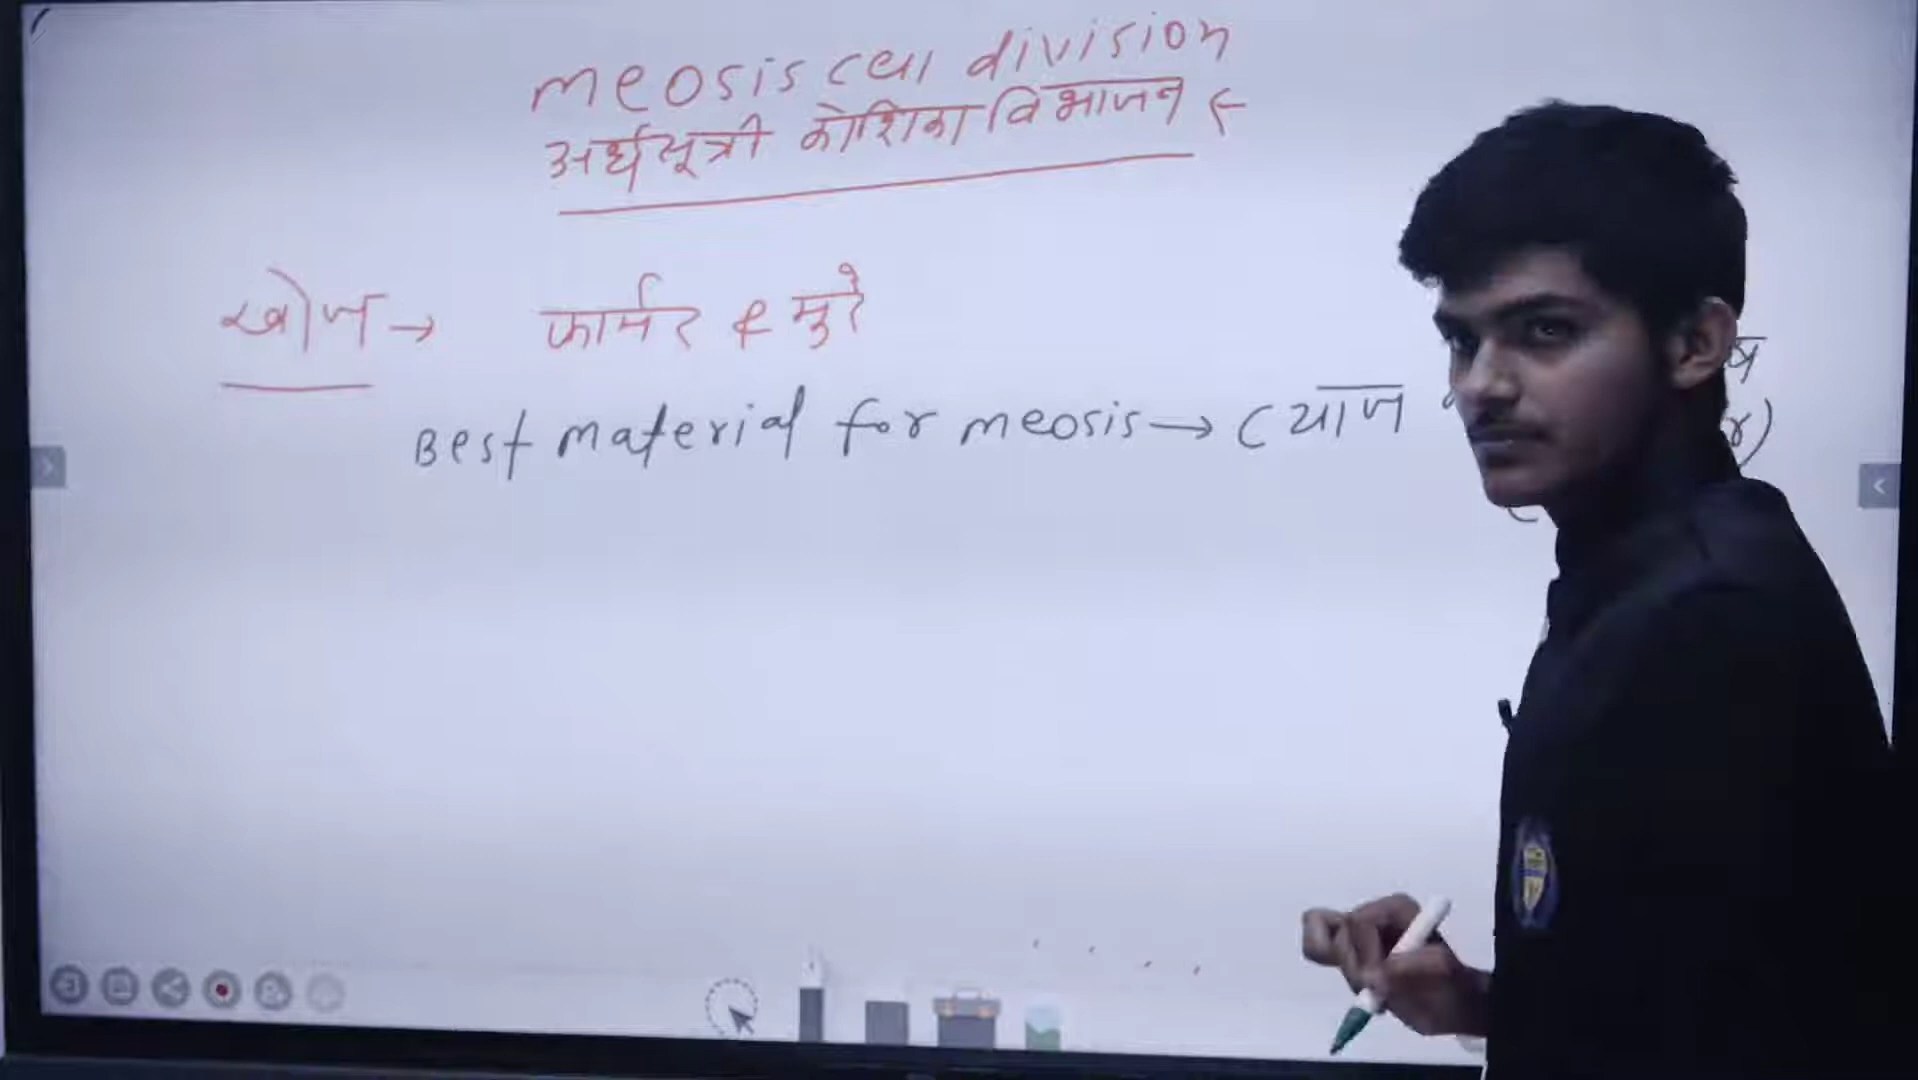 meosis cell division
अर्धसूत्री कोशिका विभाजन
खोज → फार्मर & मुरे
Best material for meosis → (याज